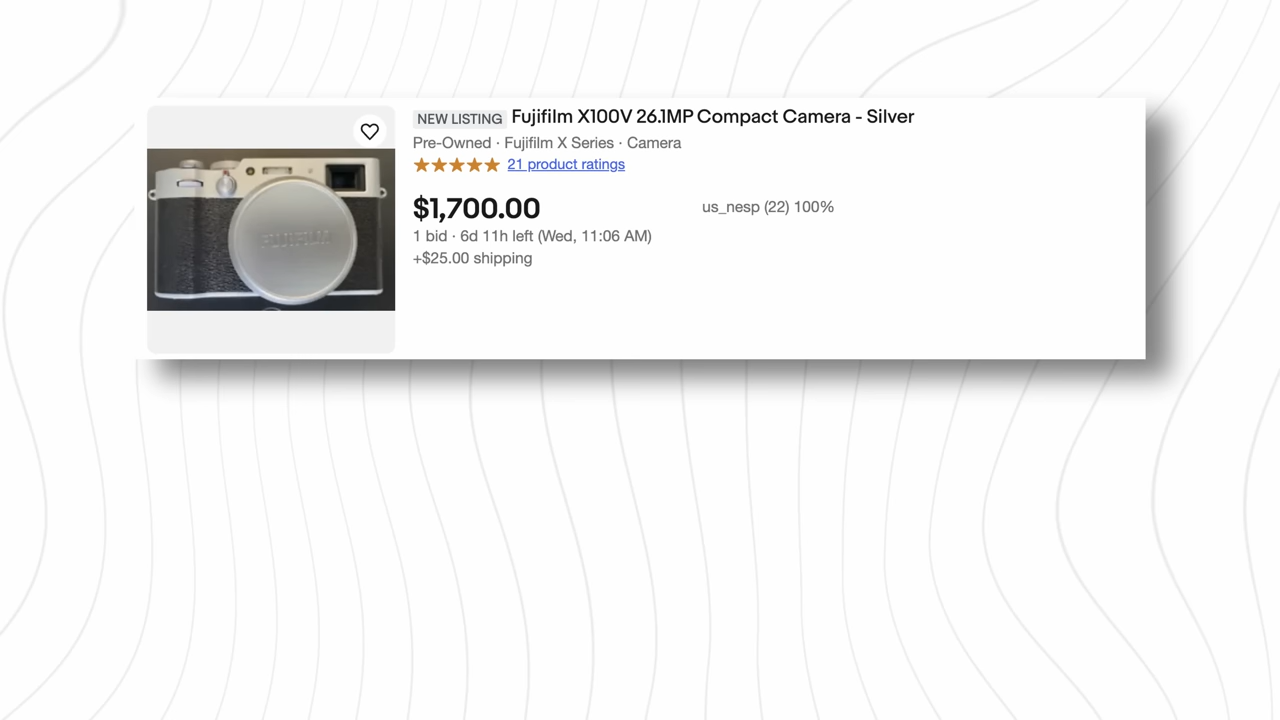 NEW LISTING Fujifilm X100V 26.1MP Compact Camera - Silver
Pre-Owned · Fujifilm X Series · Camera
21 product ratings
$1,700.00
us_nesp (22) 100%
1 bid · 6d 11h left (Wed, 11:06 AM)
+$25.00 shipping
FUJIFILM